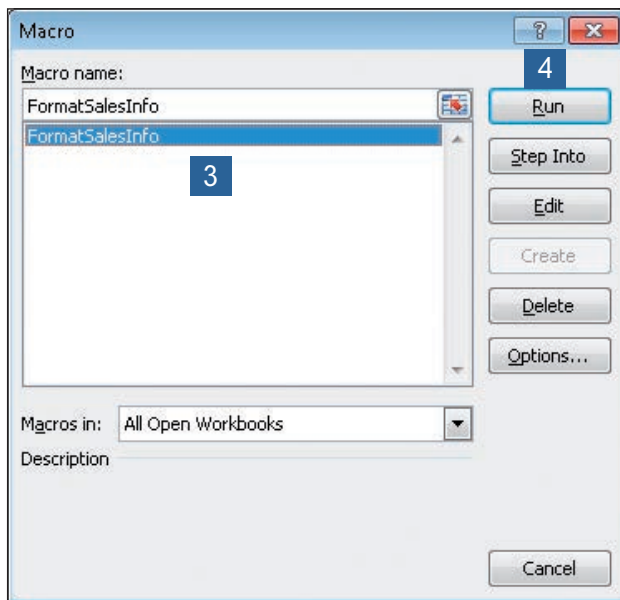 Macro
?
Macro name:
4
FormatSalesInfo
Run
FormatSalesInfo
3
Step Into
Edit
Create
Delete
Options...
Macros in: All Open Workbooks
Description
Cancel